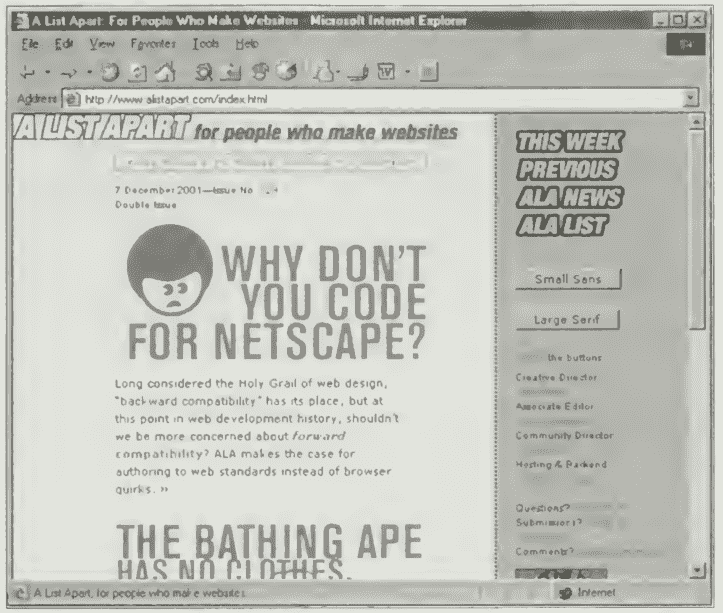 A List Apart: For People Who Make Websites - Microsoft Internet Explorer
File Edit View Favorites Tools Help
Address http://www.alistapart.com/index.html
A LIST APART for people who make websites
7 December 2001—Issue No.
Double Issue
WHY DON'T
YOU CODE
FOR NETSCAPE?
Long considered the Holy Grail of web design,
"backward compatibility" has its place, but at
this point in web development history, shouldn't
we be more concerned about forward
compatibility? ALA makes the case for
authoring to web standards instead of browser
quirks. »
THE BATHING APE
HAS NO CLOTHES.
THIS WEEK
PREVIOUS
ALA NEWS
ALA LIST
Small Sans
Large Serif
the buttons
Creative Director
Associate Editor
Community Director
Hosting & Backend
Questions?
Submissions?
Comments?
A List Apart, for people who make websites
Internet